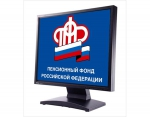 ПЕНСИОННЫЙ ФОНД
РОССИЙСКОЙ ФЕДЕРАЦИИ